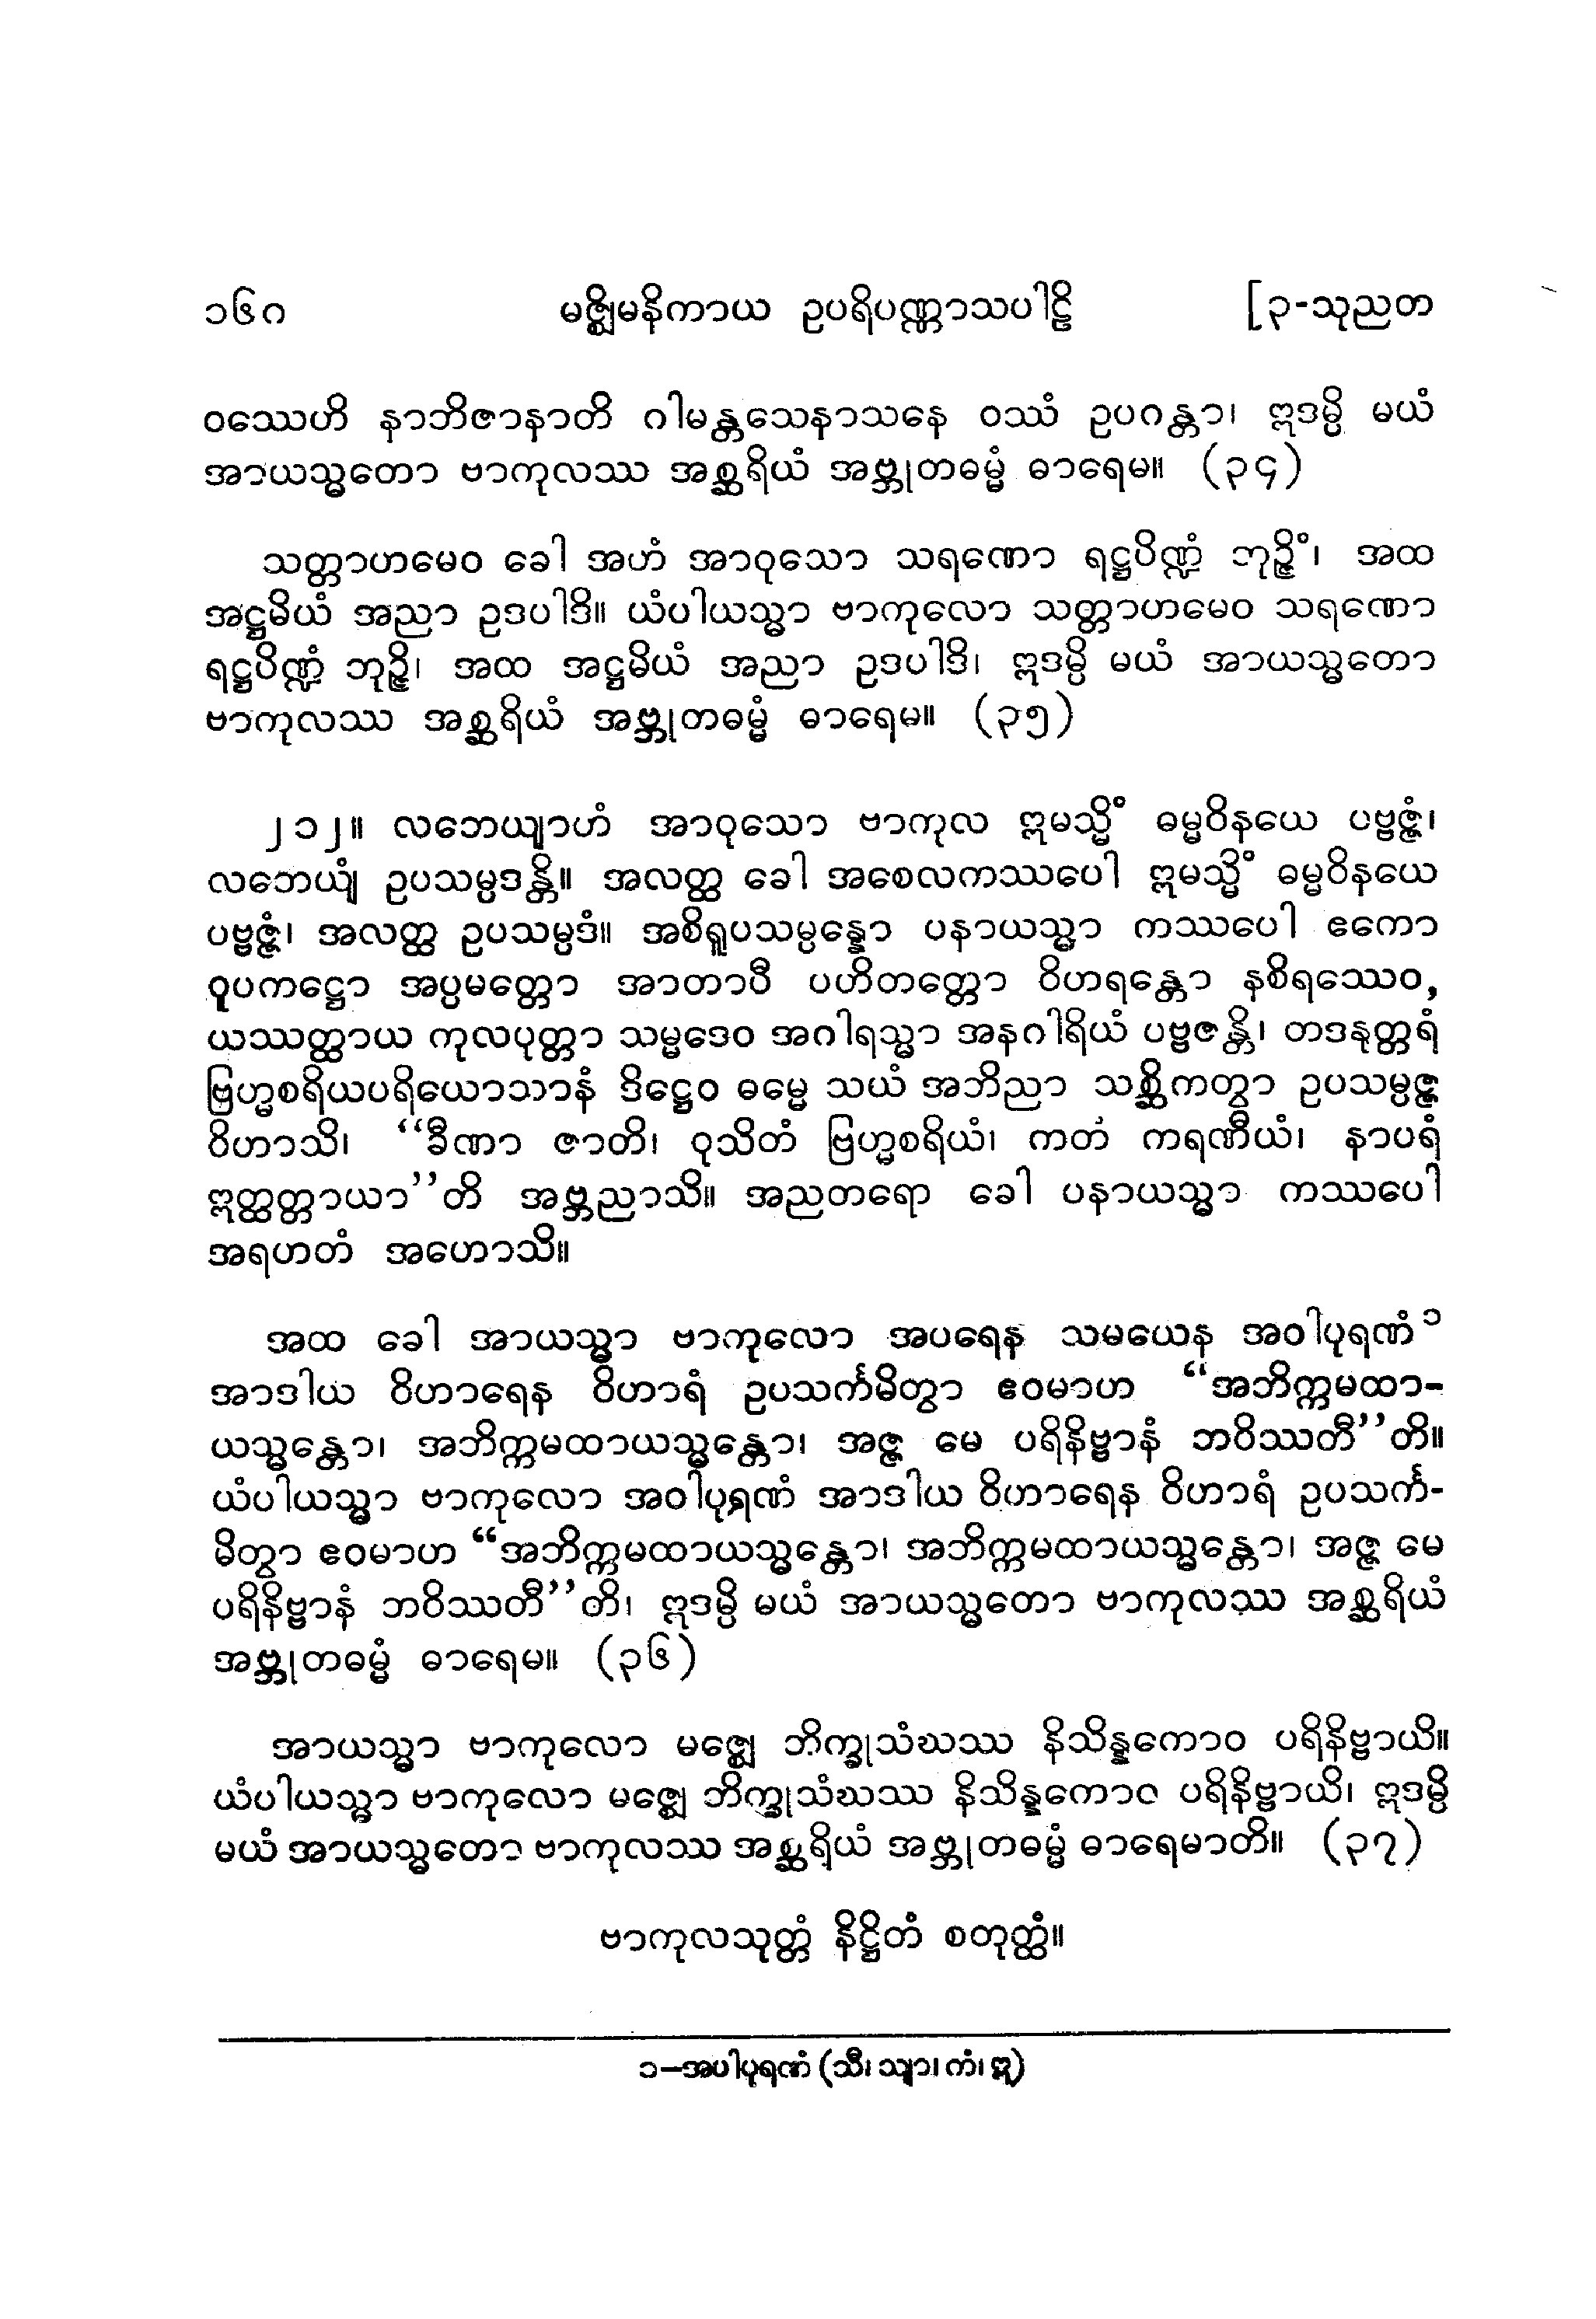 ၁၆ဂ မဇ္ဈိမနိကာယ ဥပရိပဏ္ဏာသပါဠိ [၃-သုညတ
ဝဿေဟိ နာဘိဇာနာတိ ဂါမန္တသေနာသနေ ဝဿံ ဥပဂန္တာ၊ ဣဒမ္ပိ မယံ
အာယသ္မတော ဗာကုလဿ အစ္ဆရိယံ အဗ္ဘုတဓမ္မံ ဓာရေမ။ (၃၄)
သတ္တာဟမေဝ ခေါ အဟံ အာဝုသော သရဏော ရဋ္ဌပိဏ္ဍံ ဘုဉ္ဇိံ၊ အထ
အဋ္ဌမိယံ အညာ ဥဒပါဒိ။ ယံပါယသ္မာ ဗာကုလော သတ္တာဟမေဝ သရဏော
ရဋ္ဌပိဏ္ဍံ ဘုဉ္ဇိ၊ အထ အဋ္ဌမိယံ အညာ ဥဒပါဒိ၊ ဣဒမ္ပိ မယံ အာယသ္မတော
ဗာကုလဿ အစ္ဆရိယံ အဗ္ဘုတဓမ္မံ ဓာရေမ။ (၃၅)
၂၁၂။ လဘေယျာဟံ အာဝုသော ဗာကုလ ဣမသ္မိံ ဓမ္မဝိနယေ ပဗ္ဗဇ္ဇံ၊
လဘေယျံ ဥပသမ္ပဒန္တိ။ အလတ္ထ ခေါ အစေလကဿပေါ ဣမသ္မိံ ဓမ္မဝိနယေ
ပဗ္ဗဇ္ဇံ၊ အလတ္ထ ဥပသမ္ပဒံ။ အစိရူပသမ္ပန္နော ပနာယသ္မာ ကဿပေါ ဧကော
ဝူပကဋ္ဌော အပ္ပမတ္တော အာတာပီ ပဟိတတ္တော ဝိဟရန္တော နစိရဿေဝ,
ယဿတ္ထာယ ကုလပုတ္တာ သမ္မဒေဝ အဂါရသ္မာ အနဂါရိယံ ပဗ္ဗဇန္တိ၊ တဒနုတ္တရံ
ဗြဟ္မစရိယပရိယောသာနံ ဒိဋ္ဌေဝ ဓမ္မေ သယံ အဘိညာ သစ္ဆိကတွာ ဥပသမ္ပဇ္ဇ
ဝိဟာသိ၊ “ခီဏာ ဇာတိ၊ ဝုသိတံ ဗြဟ္မစရိယံ၊ ကတံ ကရဏီယံ၊ နာပရံ
ဣတ္ထတ္တာယာ”တိ အဗ္ဘညာသိ။ အညတရော ခေါ ပနာယသ္မာ ကဿပေါ
အရဟတံ အဟောသိ။
အထ ခေါ အာယသ္မာ ဗာကုလော အပရေန သမယေန အဝါပုရဏံ ၁
အာဒါယ ဝိဟာရေန ဝိဟာရံ ဥပသင်္ကမိတွာ ဧဝမာဟ “အဘိက္ကမထာ-
ယသ္မန္တော၊ အဘိက္ကမထာယသ္မန္တော၊ အဇ္ဇ မေ ပရိနိဗ္ဗာနံ ဘဝိဿတီ”တိ။
ယံပါယသ္မာ ဗာကုလော အဝါပုရဏံ အာဒါယ ဝိဟာရေန ဝိဟာရံ ဥပသင်္က-
မိတွာ ဧဝမာဟ “အဘိက္ကမထာယသ္မန္တော၊ အဘိက္ကမထာယသ္မန္တော၊ အဇ္ဇ မေ
ပရိနိဗ္ဗာနံ ဘဝိဿတီ”တိ၊ ဣဒမ္ပိ မယံ အာယသ္မတော ဗာကုလဿ အစ္ဆရိယံ
အဗ္ဘုတဓမ္မံ ဓာရေမ။ (၃၆)
အာယသ္မာ ဗာကုလော မဇ္ဈေ ဘိက္ခုသံဃဿ နိသိန္နကောဝ ပရိနိဗ္ဗာယိ။
ယံပါယသ္မာ ဗာကုလော မဇ္ဈေ ဘိက္ခုသံဃဿ နိသိန္နကောဝ ပရိနိဗ္ဗာယိ၊ ဣဒမ္ပိ
မယံ အာယသ္မတော ဗာကုလဿ အစ္ဆရိယံ အဗ္ဘုတဓမ္မံ ဓာရေမာတိ။ (၃၇)
ဗာကုလသုတ္တံ နိဋ္ဌိတံ စတုတ္ထံ။
၁–အပါပုရဏံ (သီ၊ သျာ၊ ကံ၊ ဣ)